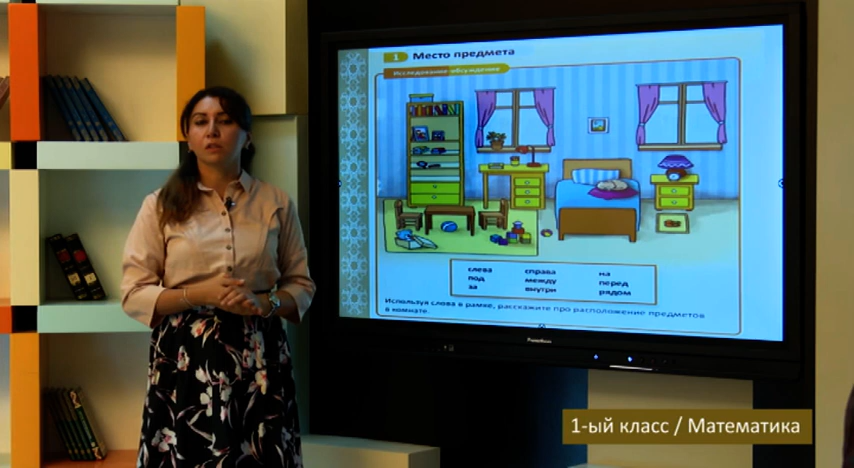 1 Место предмета
Исследование-обсуждение
слева справа на
под между перед
за внутри рядом
Используя слова в рамке, расскажите про расположение предметов
в комнате.
1-ый класс / Математика